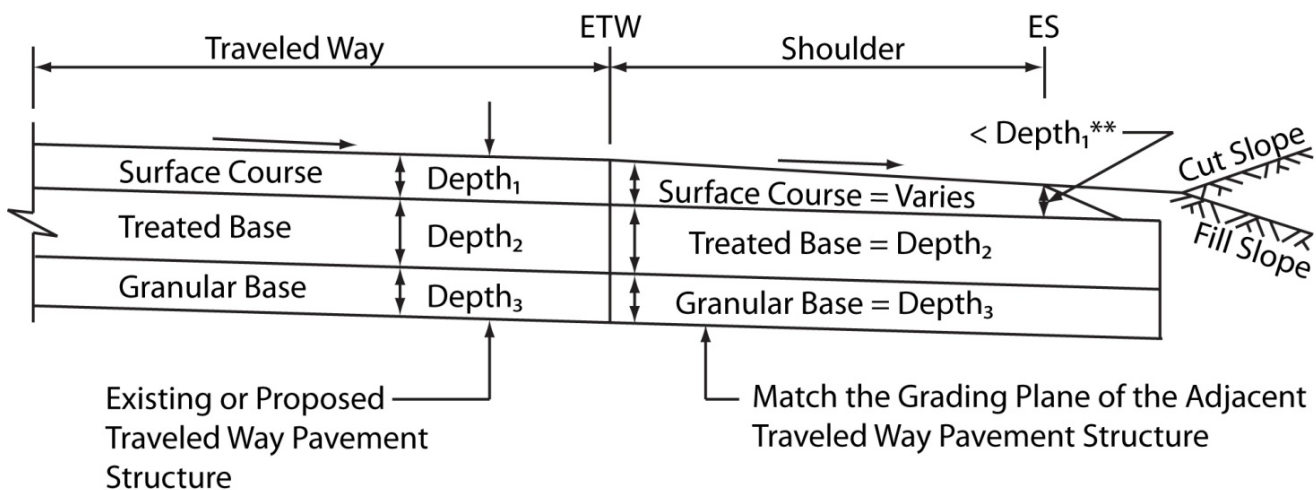 ETW
ES
Traveled Way
Shoulder
< Depth₁**
Cut Slope
Surface Course
Depth₁
Surface Course = Varies
Treated Base
Depth₂
Treated Base = Depth₂
Fill Slope
Granular Base
Depth₃
Granular Base = Depth₃
Existing or Proposed
Traveled Way Pavement
Structure
Match the Grading Plane of the Adjacent
Traveled Way Pavement Structure